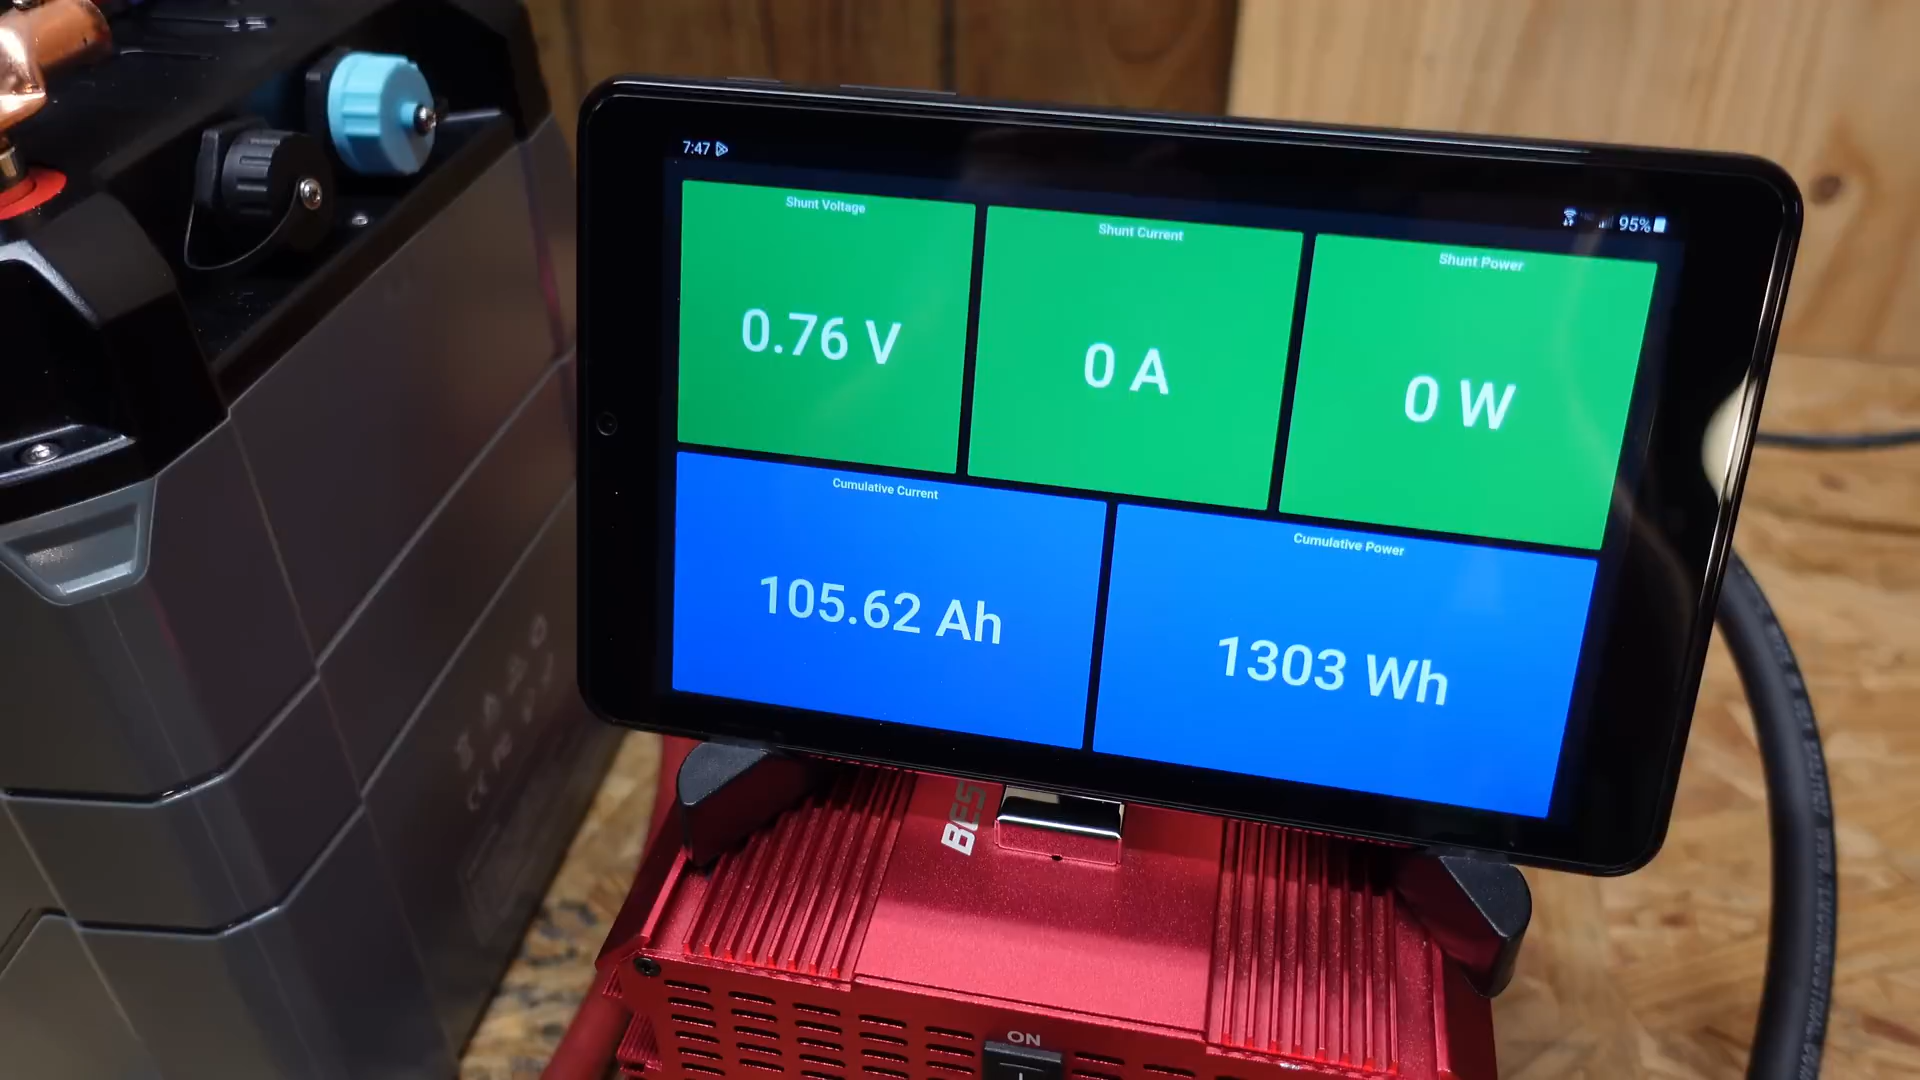 7:47
95%
Shunt Voltage
0.76 V
Shunt Current
0 A
Shunt Power
0 W
Cumulative Current
105.62 Ah
Cumulative Power
1303 Wh
BES
ON